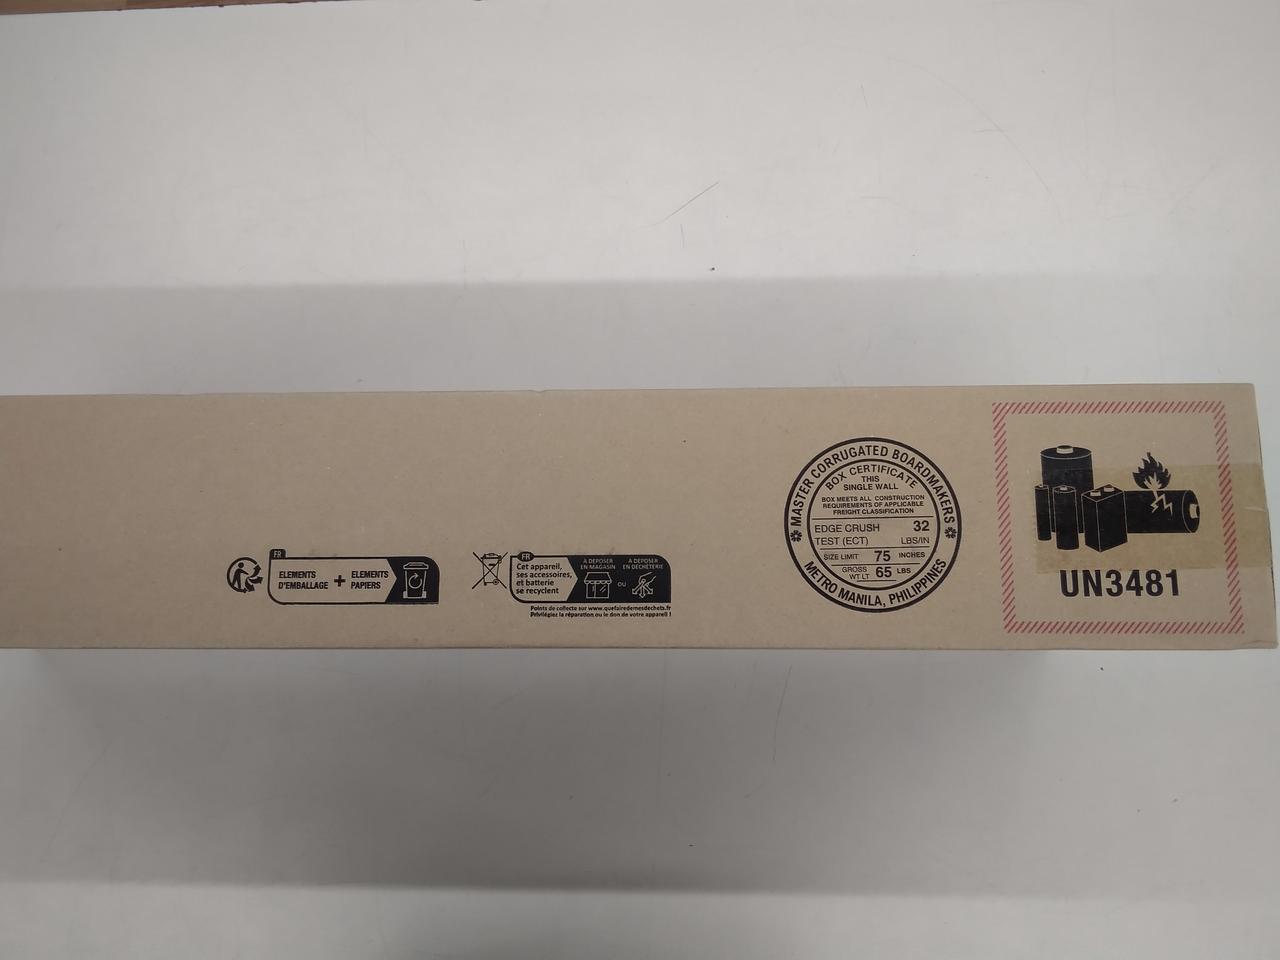 FR
ELEMENTS
D'EMBALLAGE
+
ELEMENTS
PAPIERS
FR
Cet appareil,
ses accessoires,
et batterie
se recyclent
À DÉPOSER
EN MAGASIN
OU
À DÉPOSER
EN DÉCHÈTERIE
Points de collecte sur www.quefairedemesdechets.fr
Privilégiez la réparation ou le don de votre appareil !
MASTER CORRUGATED BOARDMAKERS
BOX CERTIFICATE
THIS
SINGLE WALL
BOX MEETS ALL CONSTRUCTION
REQUIREMENTS OF APPLICABLE
FREIGHT CLASSIFICATION
EDGE CRUSH 32
TEST (ECT) LBS/IN
SIZE LIMIT 75 INCHES
GROSS
WT LT 65 LBS
METRO MANILA, PHILIPPINES
UN3481